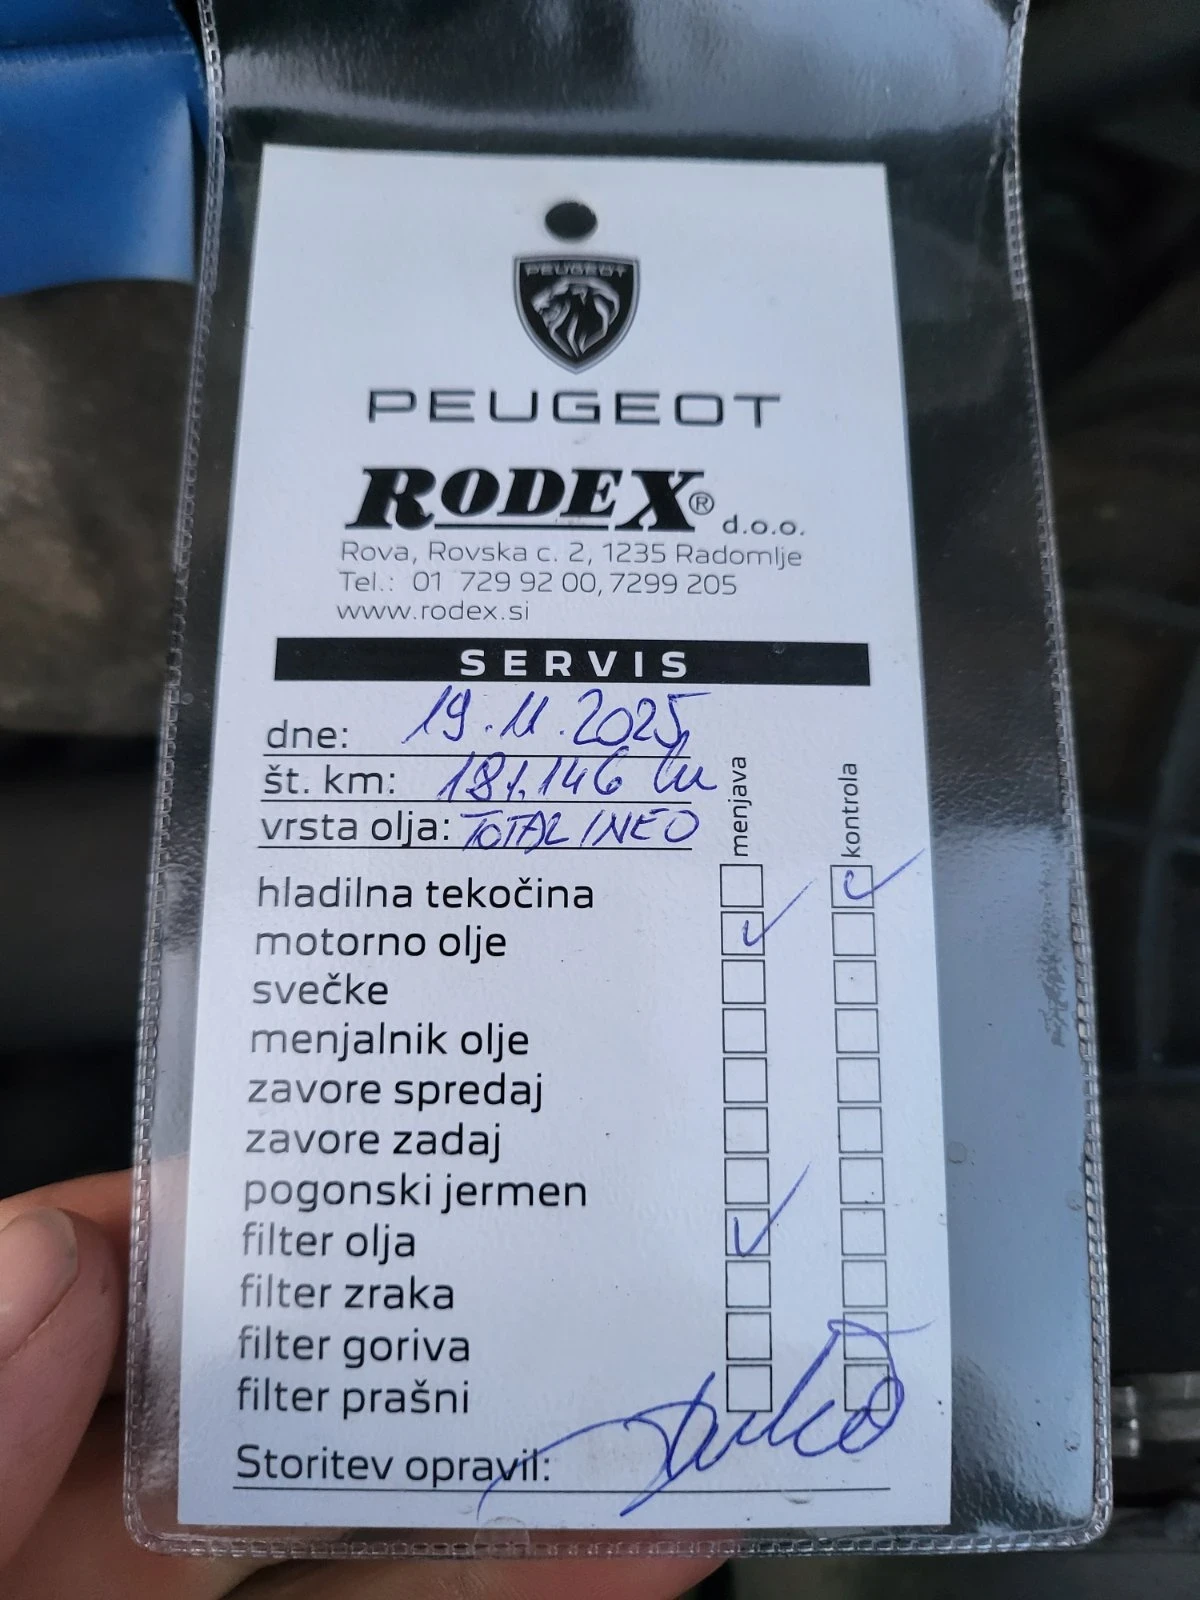 PEUGEOT
PEUGEOT
RODEX® d.o.o.
Rova, Rovska c. 2, 1235 Radomlje
Tel.: 01 729 92 00, 7299 205
www.rodex.si
SERVIS
dne: 19.11.2025
št. km: 181.146 km
vrsta olja: TOTAL INEO
menjava
kontrola
hladilna tekočina
motorno olje
svečke
menjalnik olje
zavore spredaj
zavore zadaj
pogonski jermen
filter olja
filter zraka
filter goriva
filter prašni
Storitev opravil: